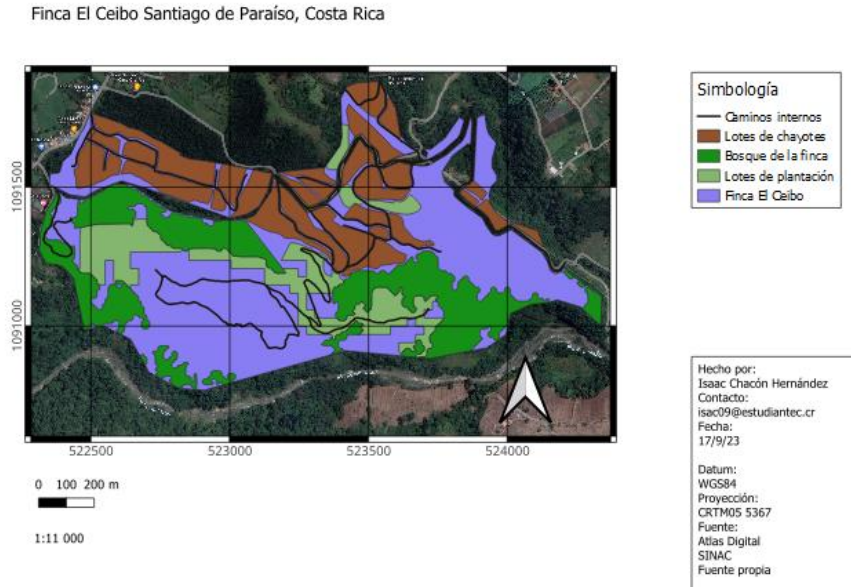 Finca El Ceibo Santiago de Paraíso, Costa Rica
Simbología
Caminos internos
Lotes de chayotes
Bosque de la finca
Lotes de plantación
Finca El Ceibo
1091500
1091000
522500
523000
523500
524000
0 100 200 m
1:11 000
Hecho por:
Isaac Chacón Hernández
Contacto:
isac09@estudiantec.cr
Fecha:
17/9/23
Datum:
WGS84
Proyección:
CRTM05 5367
Fuente:
Atlas Digital
SINAC
Fuente propia